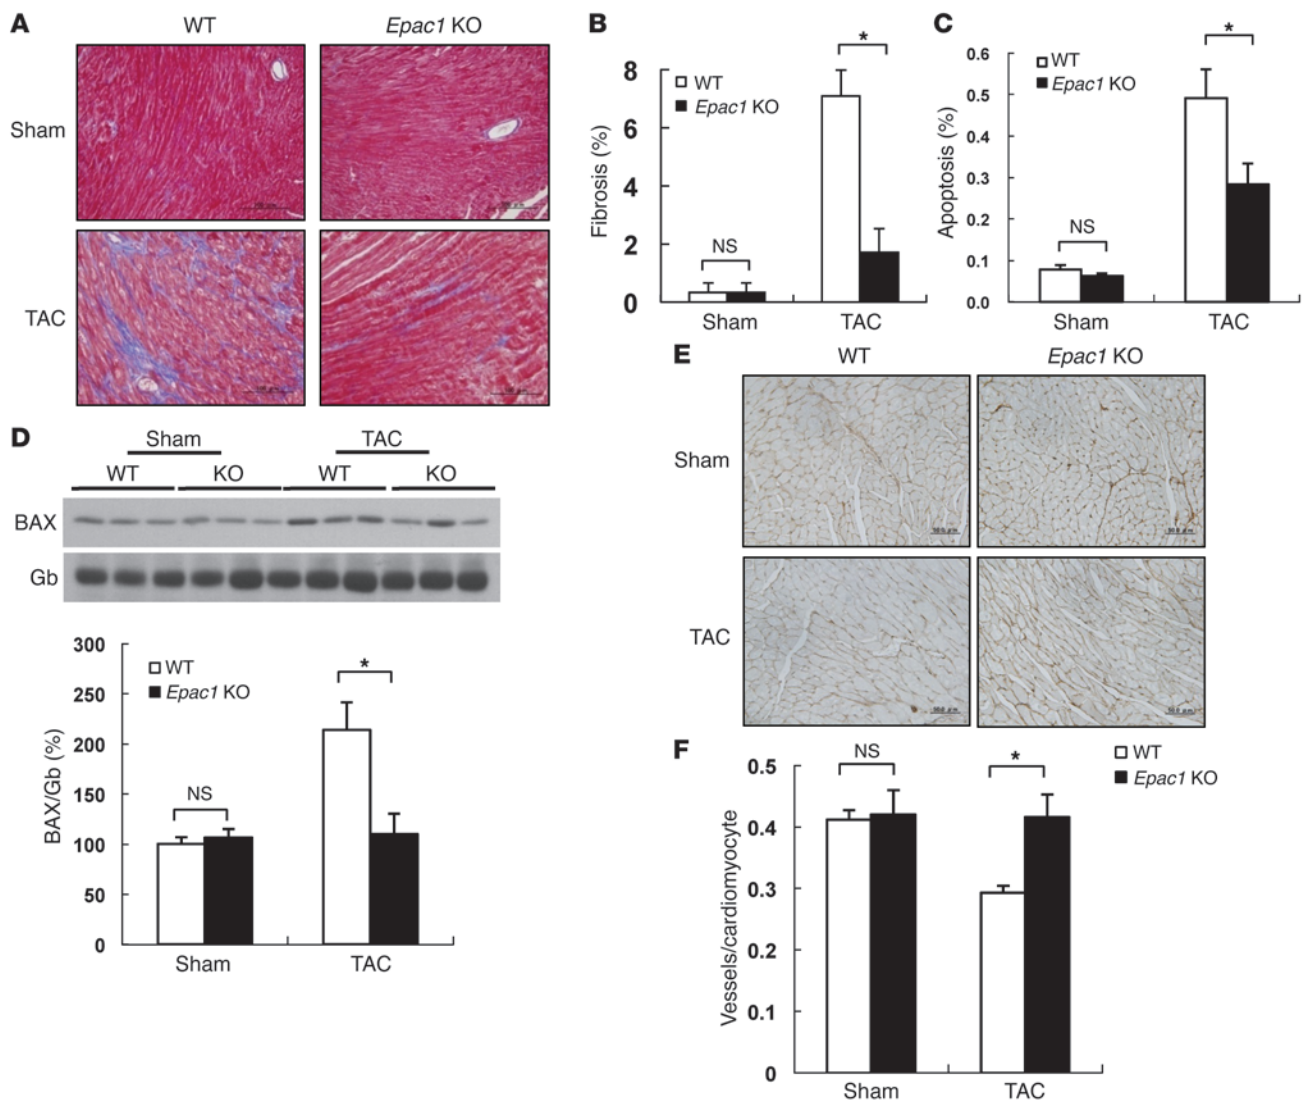 A
WT
Epac1 KO
Sham
TAC
B
Fibrosis (%)
8
6
4
2
0
WT
Epac1 KO
NS
*
Sham
TAC
C
Apoptosis (%)
0.6
0.5
0.4
0.3
0.2
0.1
0.0
WT
Epac1 KO
NS
*
Sham
TAC
D
Sham
TAC
WT
KO
WT
KO
BAX
Gb
BAX/Gb (%)
300
250
200
150
100
50
0
WT
Epac1 KO
NS
*
Sham
TAC
E
WT
Epac1 KO
Sham
TAC
F
Vessels/cardiomyocyte
0.5
0.4
0.3
0.2
0.1
0
NS
*
WT
Epac1 KO
Sham
TAC